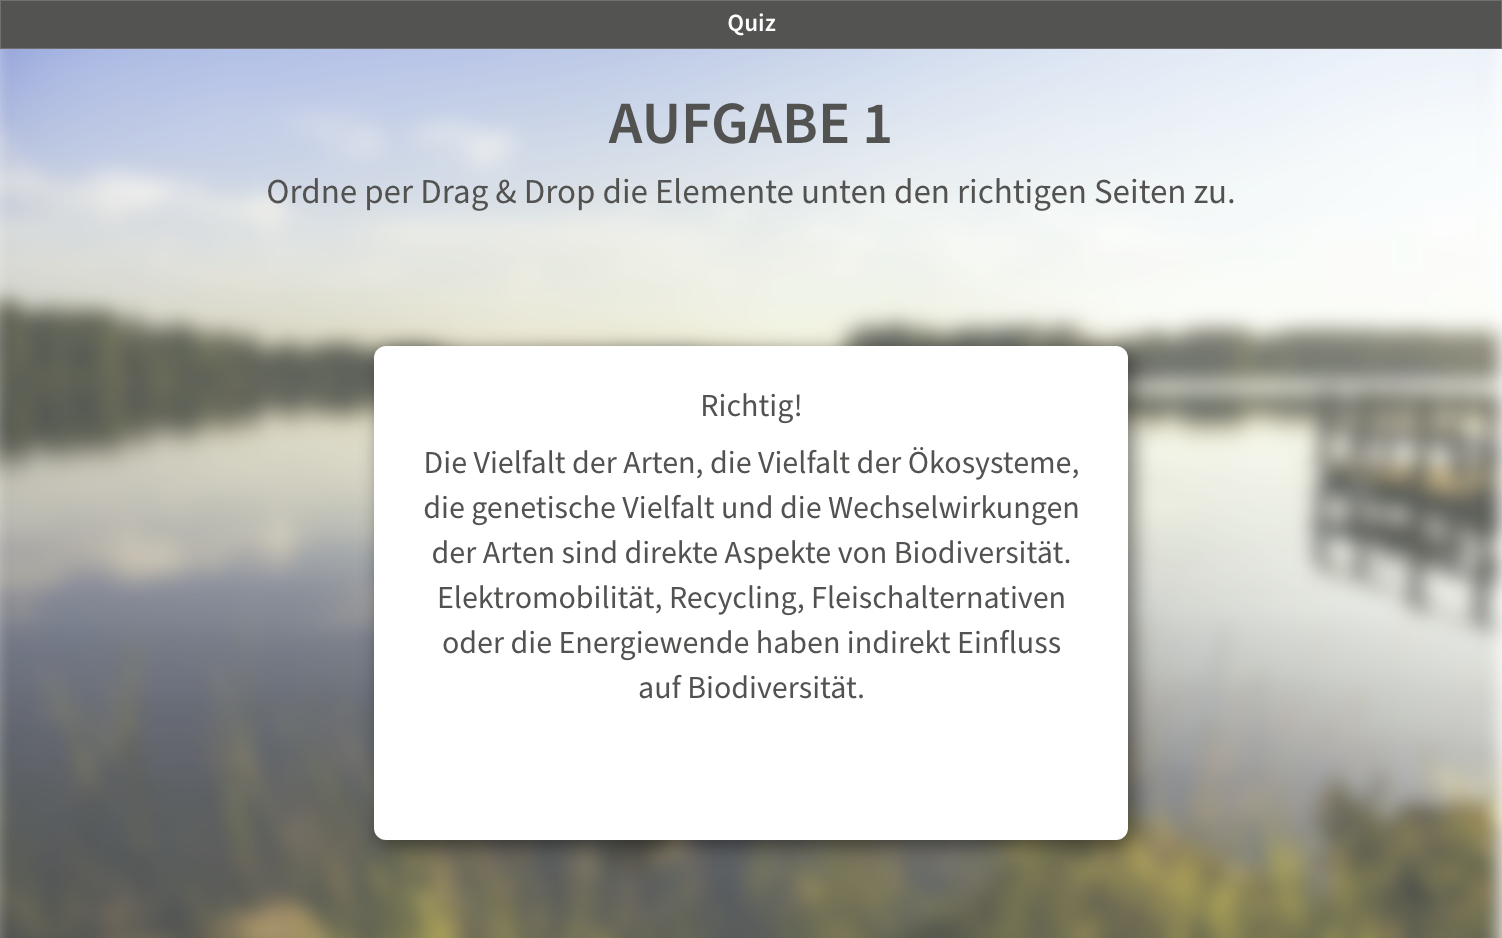 Quiz
AUFGABE 1
Ordne per Drag & Drop die Elemente unten den richtigen Seiten zu.
Richtig!
Die Vielfalt der Arten, die Vielfalt der Ökosysteme,
die genetische Vielfalt und die Wechselwirkungen
der Arten sind direkte Aspekte von Biodiversität.
Elektromobilität, Recycling, Fleischalternativen
oder die Energiewende haben indirekt Einfluss
auf Biodiversität.